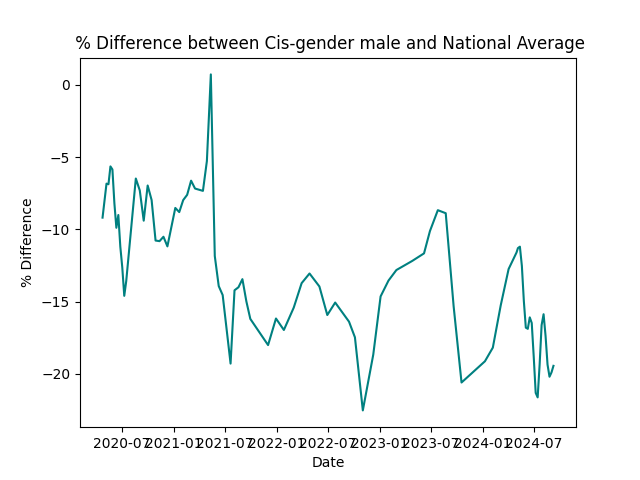 % Difference between Cis-gender male and National Average
% Difference
0
−5
−10
−15
−20
2020-07 2021-01 2021-07 2022-01 2022-07 2023-01 2023-07 2024-01 2024-07
Date